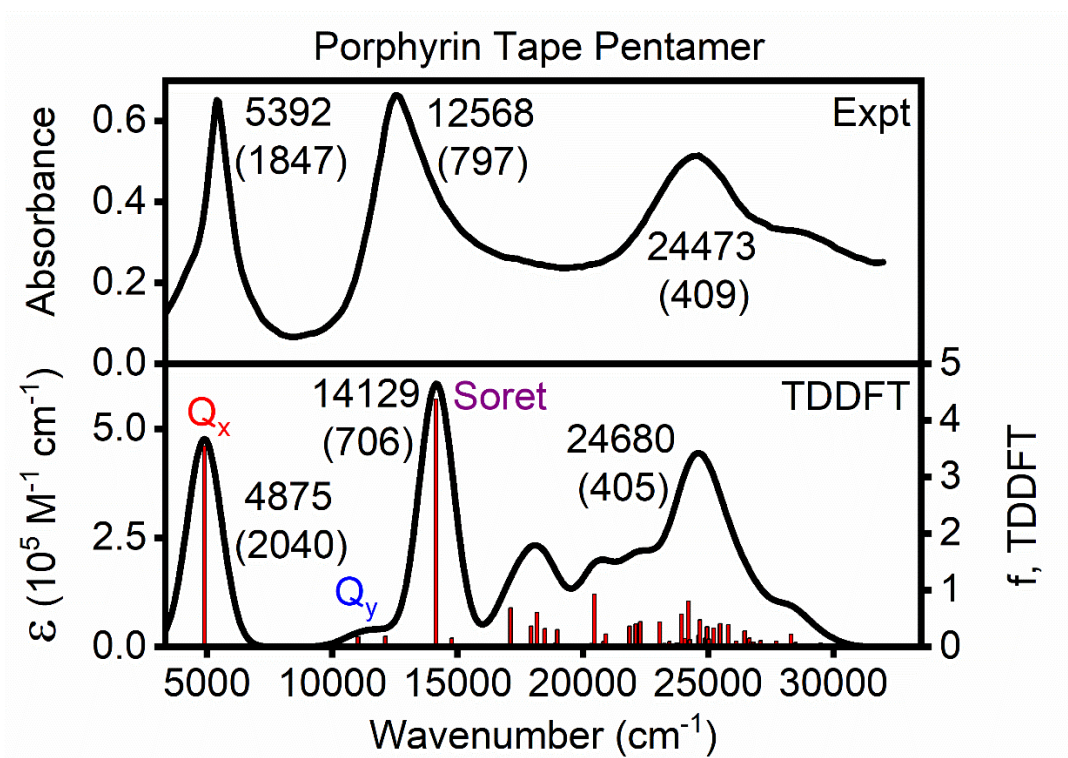 Porphyrin Tape Pentamer
Expt
5392
(1847)
12568
(797)
24473
(409)
Absorbance
0.6
0.4
0.2
0.0
TDDFT
Qx
4875
(2040)
Qy
14129
(706)
Soret
24680
(405)
ε (10⁵ M⁻¹ cm⁻¹)
5.0
2.5
0.0
5
4
3
2
1
0
f, TDDFT
5000 10000 15000 20000 25000 30000
Wavenumber (cm⁻¹)